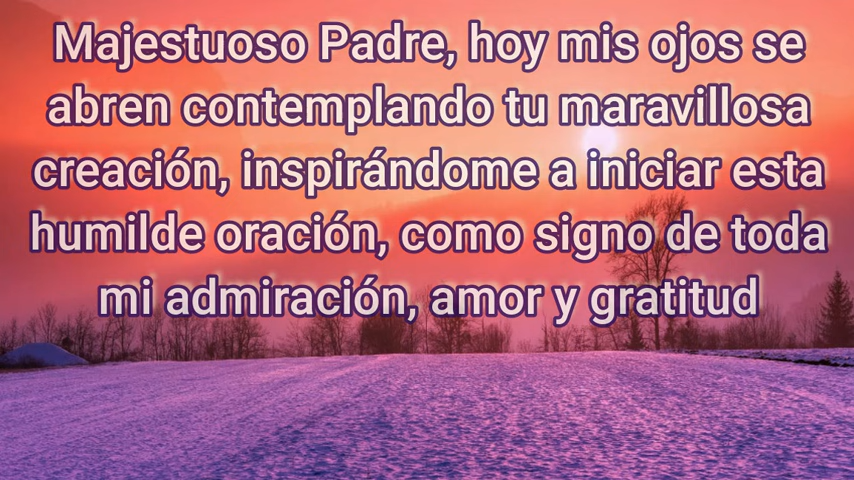 Majestuoso Padre, hoy mis ojos se
abren contemplando tu maravillosa
creación, inspirándome a iniciar esta
humilde oración, como signo de toda
mi admiración, amor y gratitud